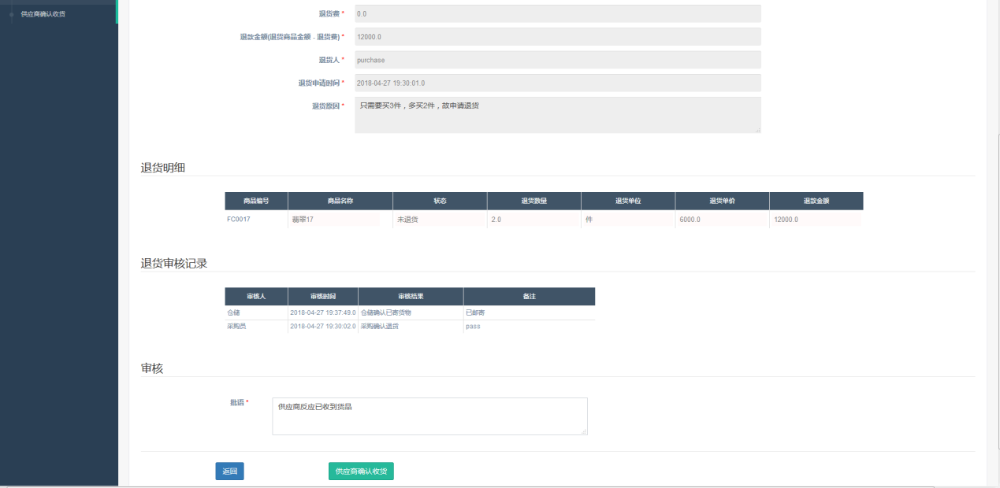 供应商确认收货
退货费 * 0.0
退款金额(退货商品金额 - 退货费) * 12000.0
退货人 * purchase
退货申请时间 * 2018-04-27 19:30:01.0
退货原因 * 只需要买3件，多买2件，故申请退货
退货明细
商品编号 商品名称 状态 退货数量 退货单位 退货单价 退款金额
FC0017 翡翠17 未退货 2.0 件 6000.0 12000.0
退货审核记录
审核人 审核时间 审核结果 备注
仓储 2018-04-27 19:37:49.0 仓储确认已寄货物 已邮寄
采购员 2018-04-27 19:30:02.0 采购确认退货 pass
审核
批语 * 供应商反应已收到货品
返回 供应商确认收货